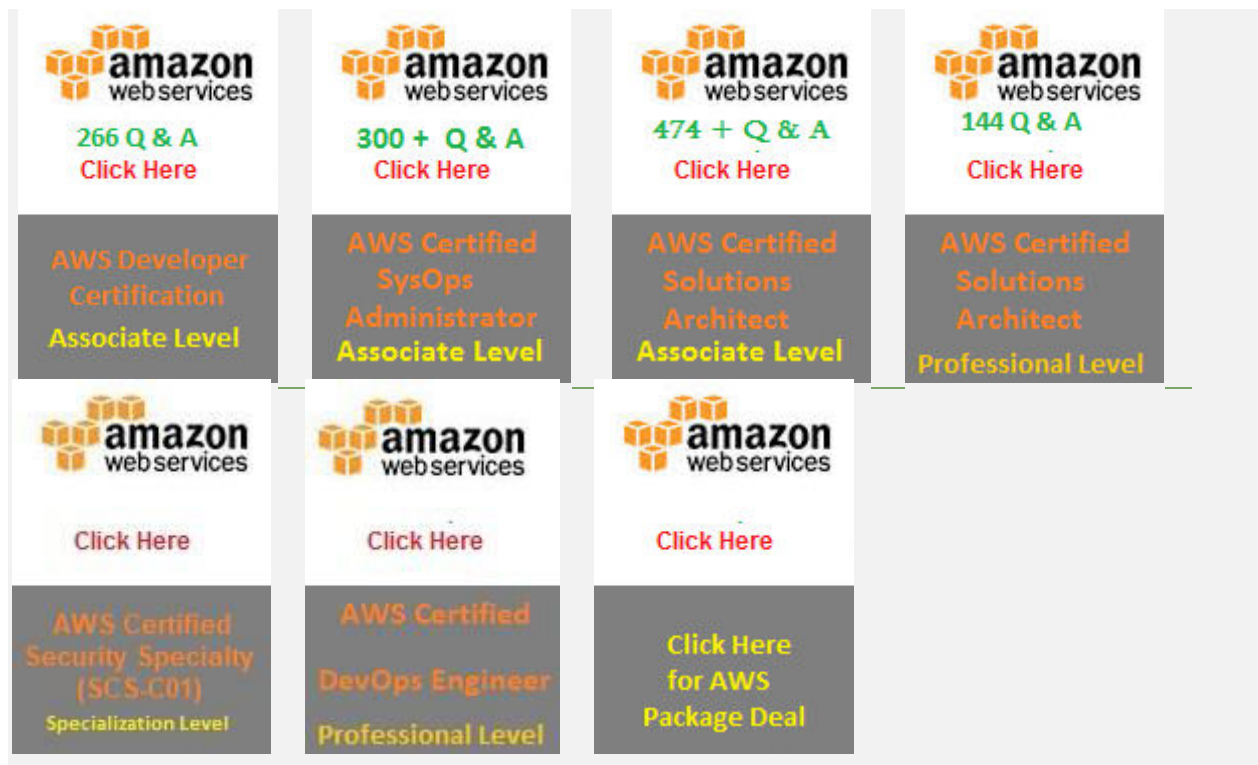 amazon
webservices
266 Q & A
Click Here
AWS Developer
Certification
Associate Level
amazon
webservices
300 + Q & A
Click Here
AWS Certified
SysOps
Administrator
Associate Level
amazon
webservices
474 + Q & A
Click Here
AWS Certified
Solutions
Architect
Associate Level
amazon
webservices
144 Q & A
Click Here
AWS Certified
Solutions
Architect
Professional Level
amazon
webservices
Click Here
AWS Certified
Security Specialty
(SCS-C01)
Specialization Level
amazon
webservices
Click Here
AWS Certified
DevOps Engineer
Professional Level
amazon
webservices
Click Here
Click Here
for AWS
Package Deal